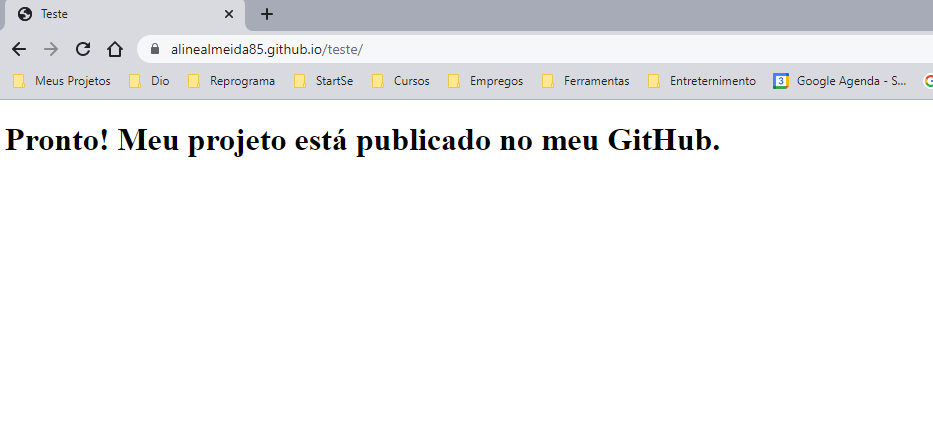 Teste
alinealmeida85.github.io/teste/
Meus Projetos Dio Reprograma StartSe Cursos Empregos Ferramentas Entreternimento 3 Google Agenda - S...
Pronto! Meu projeto está publicado no meu GitHub.